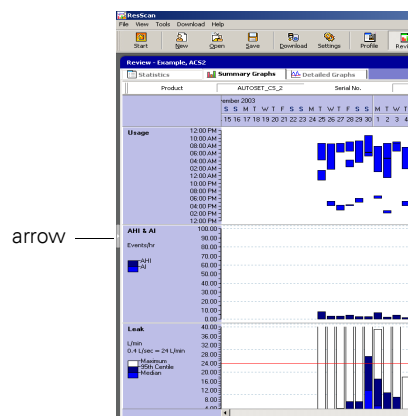 ResScan
File View Tools Download Help
Start New Open Save Download Settings Profile
Review - Example, ACS2
Statistics Summary Graphs Detailed Graphs
Product AUTOSET_CS_2 Serial No.
ember 2003
S S M T W T F S S M T W T F S S M T W T
15 16 17 18 19 20 21 22 23 24 25 26 27 28 29 30 1 2 3 4
Usage
12:00 PM
10:00 AM
08:00 AM
06:00 AM
04:00 AM
02:00 AM
12:00 AM
10:00 PM
08:00 PM
06:00 PM
04:00 PM
02:00 PM
12:00 PM
arrow
AHI & AI
Events/hr
AHI
AI
100.00
90.00
80.00
70.00
60.00
50.00
40.00
30.00
20.00
10.00
0.00
Leak
L/min
0.4 L/sec = 24 L/min
Maximum
95th Centile
Median
40.00
36.00
32.00
28.00
24.00
20.00
16.00
12.00
8.00
4.00